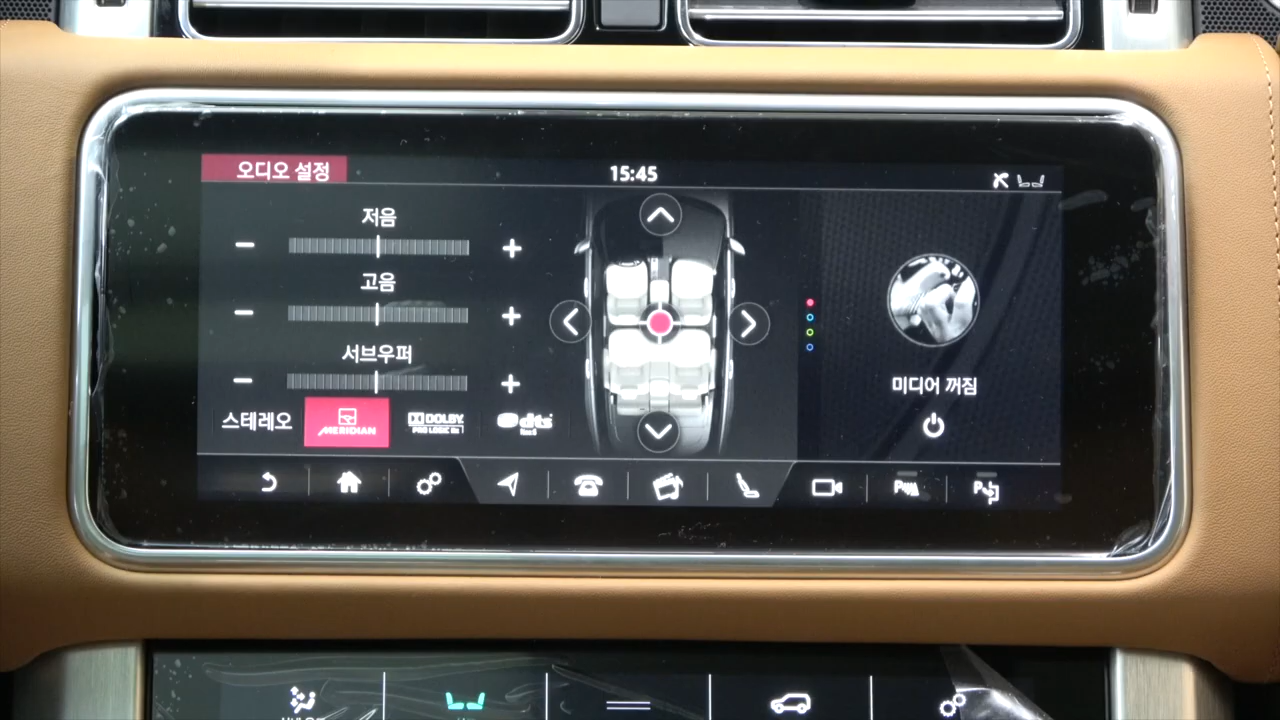 오디오 설정
15:45
저음
고음
서브우퍼
스테레오
MERIDIAN
DOLBY
PRO LOGIC IIx
dts
미디어 꺼짐